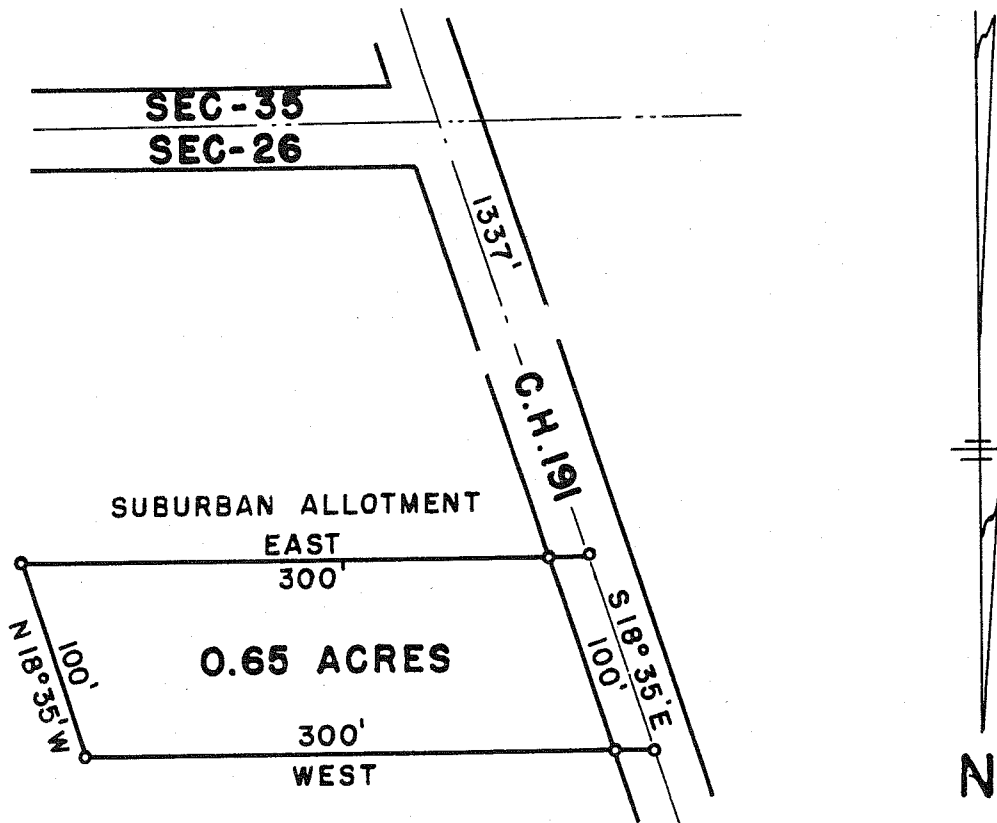 SEC-35
SEC-26
1337'
C.H.191
SUBURBAN ALLOTMENT
EAST
300'
N 18°35'W
100'
0.65 ACRES
100'
S 18°35'E
300'
WEST
N